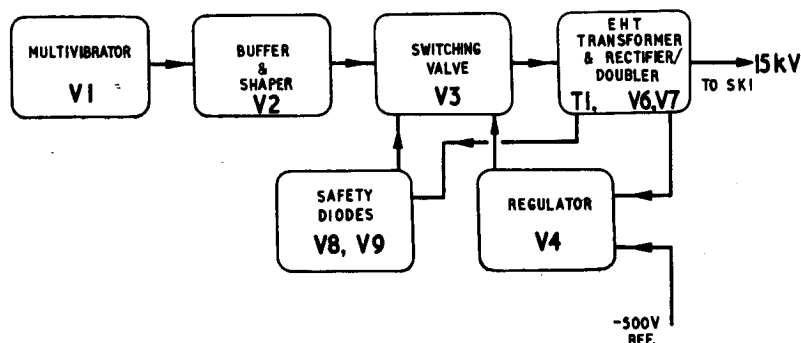 MULTIVIBRATOR
V1
BUFFER
&
SHAPER
V2
SWITCHING
VALVE
V3
EHT
TRANSFORMER
& RECTIFIER/
DOUBLER
T1, V6,V7
15kV
TO SK1
SAFETY
DIODES
V8, V9
REGULATOR
V4
-500V
REF.